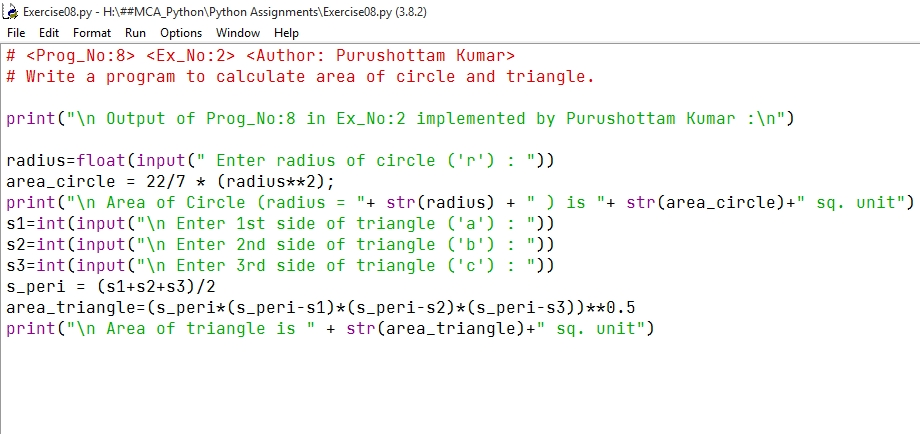 Exercise08.py - H:\##MCA_Python\Python Assignments\Exercise08.py (3.8.2)
File Edit Format Run Options Window Help
# <Prog_No:8> <Ex_No:2> <Author: Purushottam Kumar>
# Write a program to calculate area of circle and triangle.
print("\n Output of Prog_No:8 in Ex_No:2 implemented by Purushottam Kumar :\n")
radius=float(input(" Enter radius of circle ('r') : "))
area_circle = 22/7 * (radius**2);
print("\n Area of Circle (radius = "+ str(radius) + " ) is "+ str(area_circle)+" sq. unit")
s1=int(input("\n Enter 1st side of triangle ('a') : "))
s2=int(input("\n Enter 2nd side of triangle ('b') : "))
s3=int(input("\n Enter 3rd side of triangle ('c') : "))
s_peri = (s1+s2+s3)/2
area_triangle=(s_peri*(s_peri-s1)*(s_peri-s2)*(s_peri-s3))**0.5
print("\n Area of triangle is " + str(area_triangle)+" sq. unit")